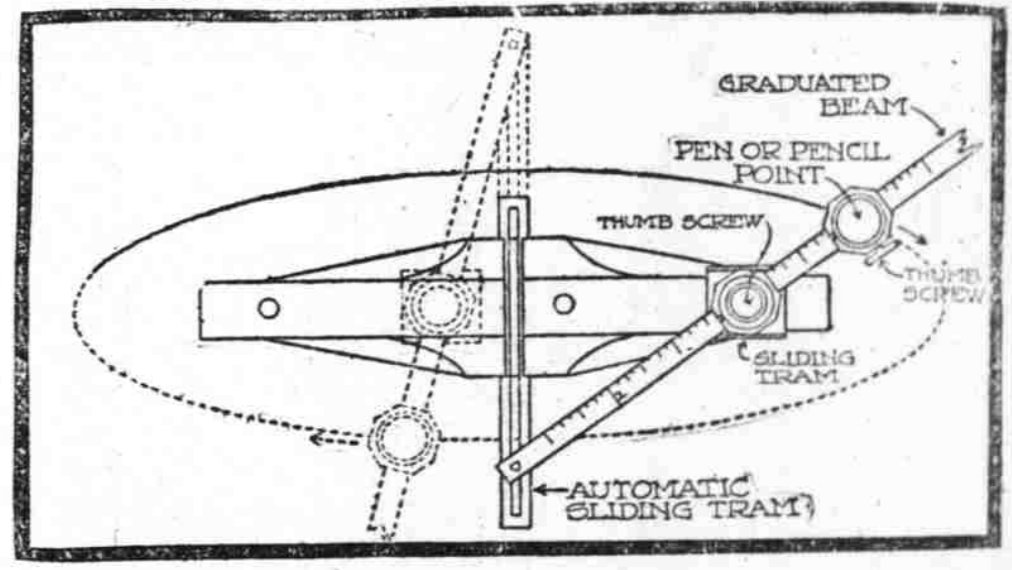 GRADUATED
BEAM
PEN OR PENCIL
POINT
THUMB SCREW
THUMB
SCREW
SLIDING
TRAM
AUTOMATIC
SLIDING TRAM